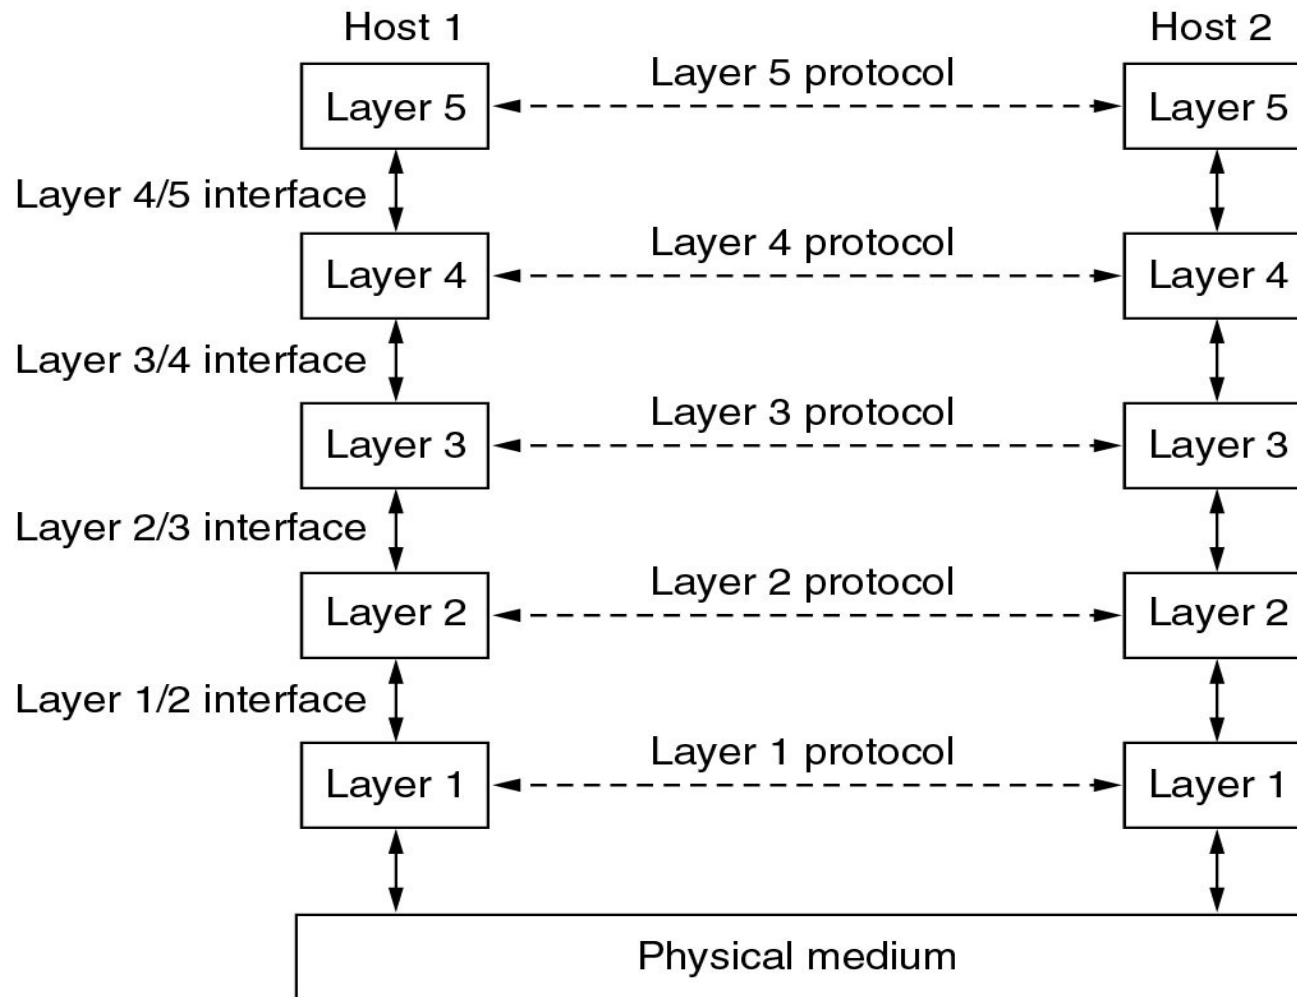 Host 1
Host 2
Layer 5 protocol
Layer 5
Layer 5
Layer 4/5 interface
Layer 4 protocol
Layer 4
Layer 4
Layer 3/4 interface
Layer 3 protocol
Layer 3
Layer 3
Layer 2/3 interface
Layer 2 protocol
Layer 2
Layer 2
Layer 1/2 interface
Layer 1 protocol
Layer 1
Layer 1
Physical medium